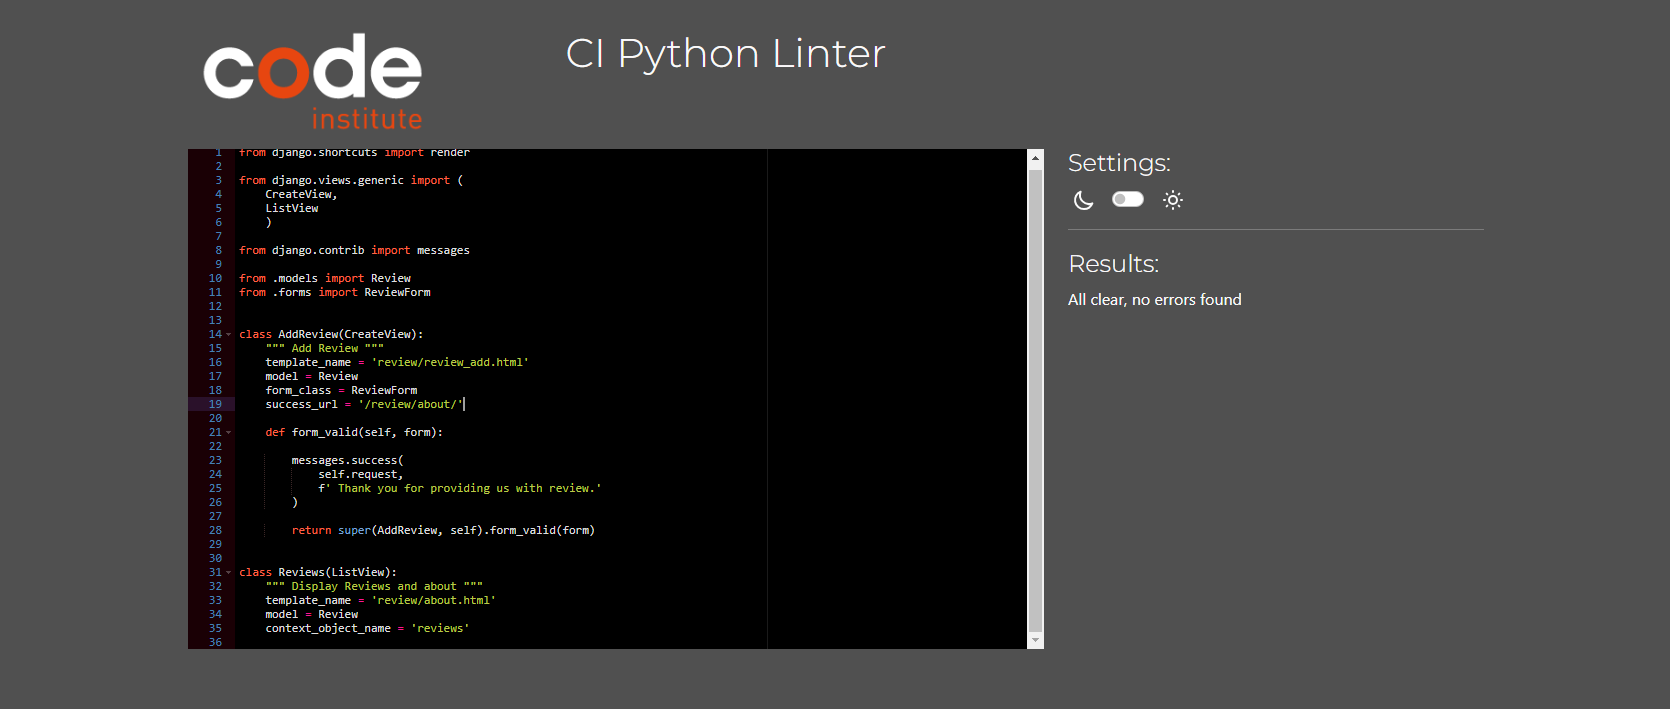 code
institute
CI Python Linter
1 from django.shortcuts import render
2
3 from django.views.generic import (
4     CreateView,
5     ListView
6     )
7
8 from django.contrib import messages
9
10 from .models import Review
11 from .forms import ReviewForm
12
13
14 class AddReview(CreateView):
15     """ Add Review """
16     template_name = 'review/review_add.html'
17     model = Review
18     form_class = ReviewForm
19     success_url = '/review/about/'
20
21     def form_valid(self, form):
22
23         messages.success(
24             self.request,
25             f' Thank you for providing us with review.'
26         )
27
28         return super(AddReview, self).form_valid(form)
29
30
31 class Reviews(ListView):
32     """ Display Reviews and about """
33     template_name = 'review/about.html'
34     model = Review
35     context_object_name = 'reviews'
36
Settings:
Results:
All clear, no errors found